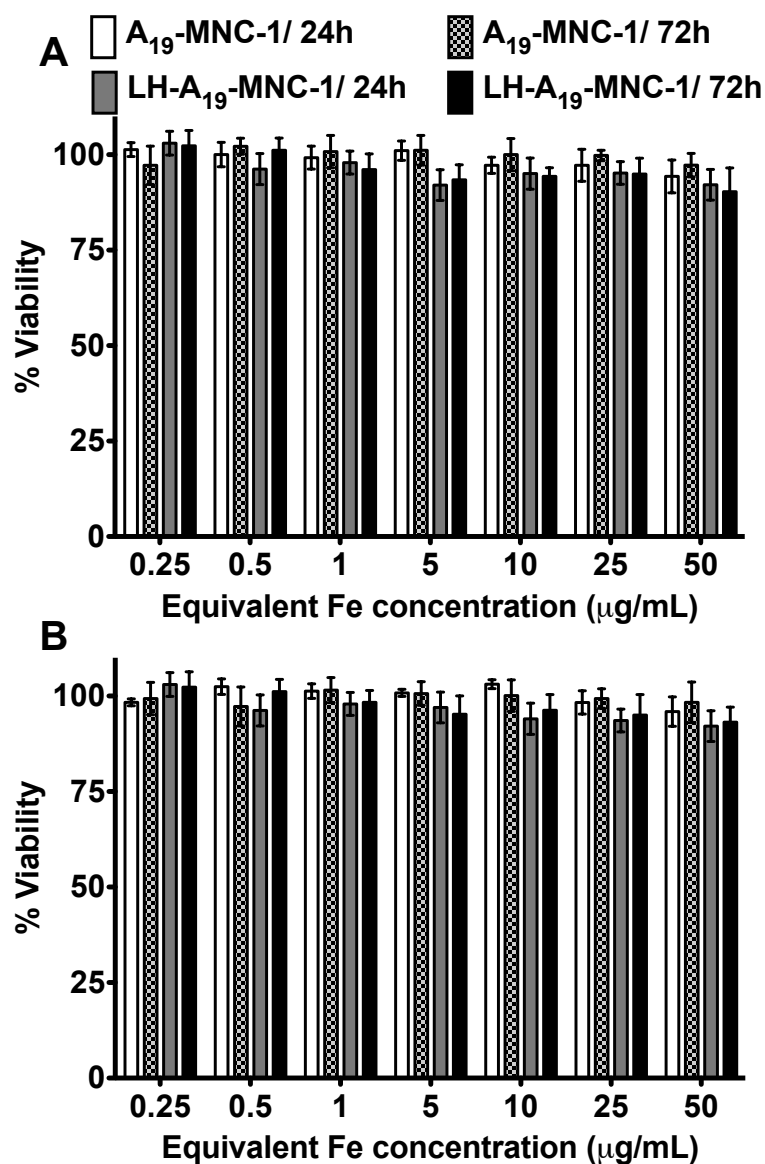 A
A₁₉-MNC-1/ 24h
A₁₉-MNC-1/ 72h
LH-A₁₉-MNC-1/ 24h
LH-A₁₉-MNC-1/ 72h
100
75
50
25
0
% Viability
0.25 0.5 1 5 10 25 50
Equivalent Fe concentration (μg/mL)
B
100
75
50
25
0
% Viability
0.25 0.5 1 5 10 25 50
Equivalent Fe concentration (μg/mL)